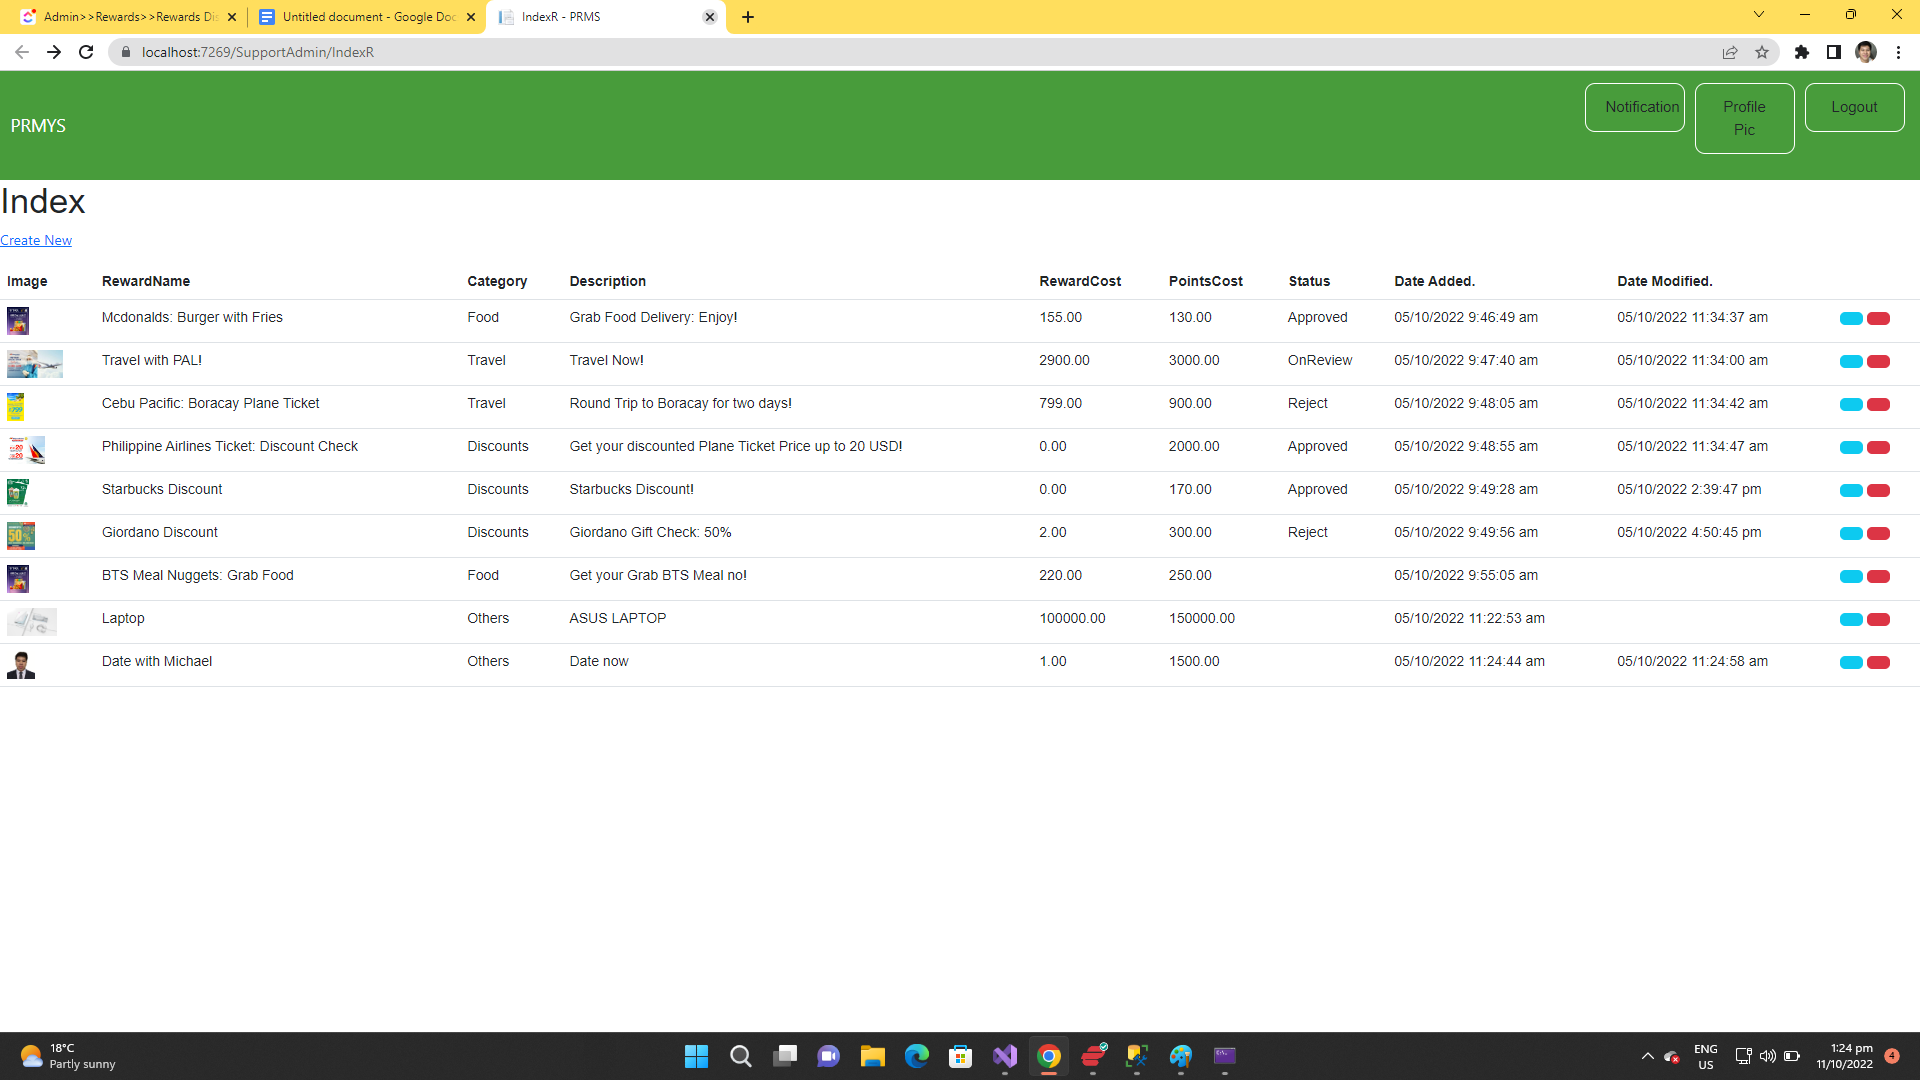 Admin>>Rewards>>Rewards Dis
Untitled document - Google Doc
IndexR - PRMS
localhost:7269/SupportAdmin/IndexR
PRMYS
Notification
Profile
Pic
Logout
Index
Create New
Image RewardName Category Description RewardCost PointsCost Status Date Added. Date Modified.
Mcdonalds: Burger with Fries Food Grab Food Delivery: Enjoy! 155.00 130.00 Approved 05/10/2022 9:46:49 am 05/10/2022 11:34:37 am
Travel with PAL! Travel Travel Now! 2900.00 3000.00 OnReview 05/10/2022 9:47:40 am 05/10/2022 11:34:00 am
Cebu Pacific: Boracay Plane Ticket Travel Round Trip to Boracay for two days! 799.00 900.00 Reject 05/10/2022 9:48:05 am 05/10/2022 11:34:42 am
Philippine Airlines Ticket: Discount Check Discounts Get your discounted Plane Ticket Price up to 20 USD! 0.00 2000.00 Approved 05/10/2022 9:48:55 am 05/10/2022 11:34:47 am
Starbucks Discount Discounts Starbucks Discount! 0.00 170.00 Approved 05/10/2022 9:49:28 am 05/10/2022 2:39:47 pm
50%
Giordano Discount Discounts Giordano Gift Check: 50% 2.00 300.00 Reject 05/10/2022 9:49:56 am 05/10/2022 4:50:45 pm
BTS Meal Nuggets: Grab Food Food Get your Grab BTS Meal no! 220.00 250.00 05/10/2022 9:55:05 am
Laptop Others ASUS LAPTOP 100000.00 150000.00 05/10/2022 11:22:53 am
Date with Michael Others Date now 1.00 1500.00 05/10/2022 11:24:44 am 05/10/2022 11:24:58 am
18°C
Partly sunny
ENG
US
1:24 pm
11/10/2022
4